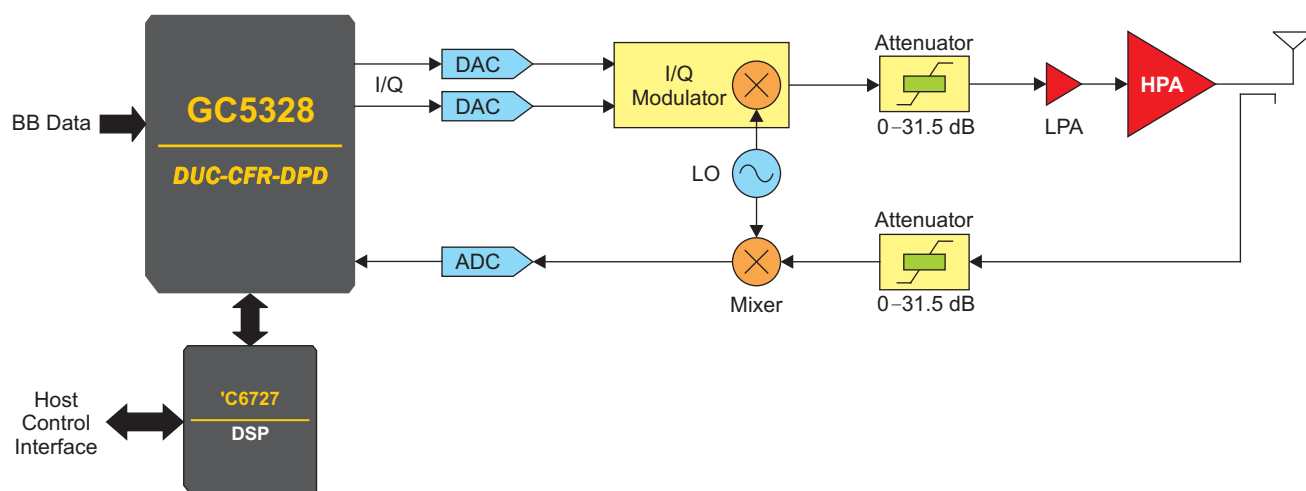 BB Data
GC5328
DUC-CFR-DPD
I/Q
DAC
DAC
I/Q
Modulator
Attenuator
0–31.5 dB
LPA
HPA
LO
ADC
Mixer
Attenuator
0–31.5 dB
Host
Control
Interface
'C6727
DSP